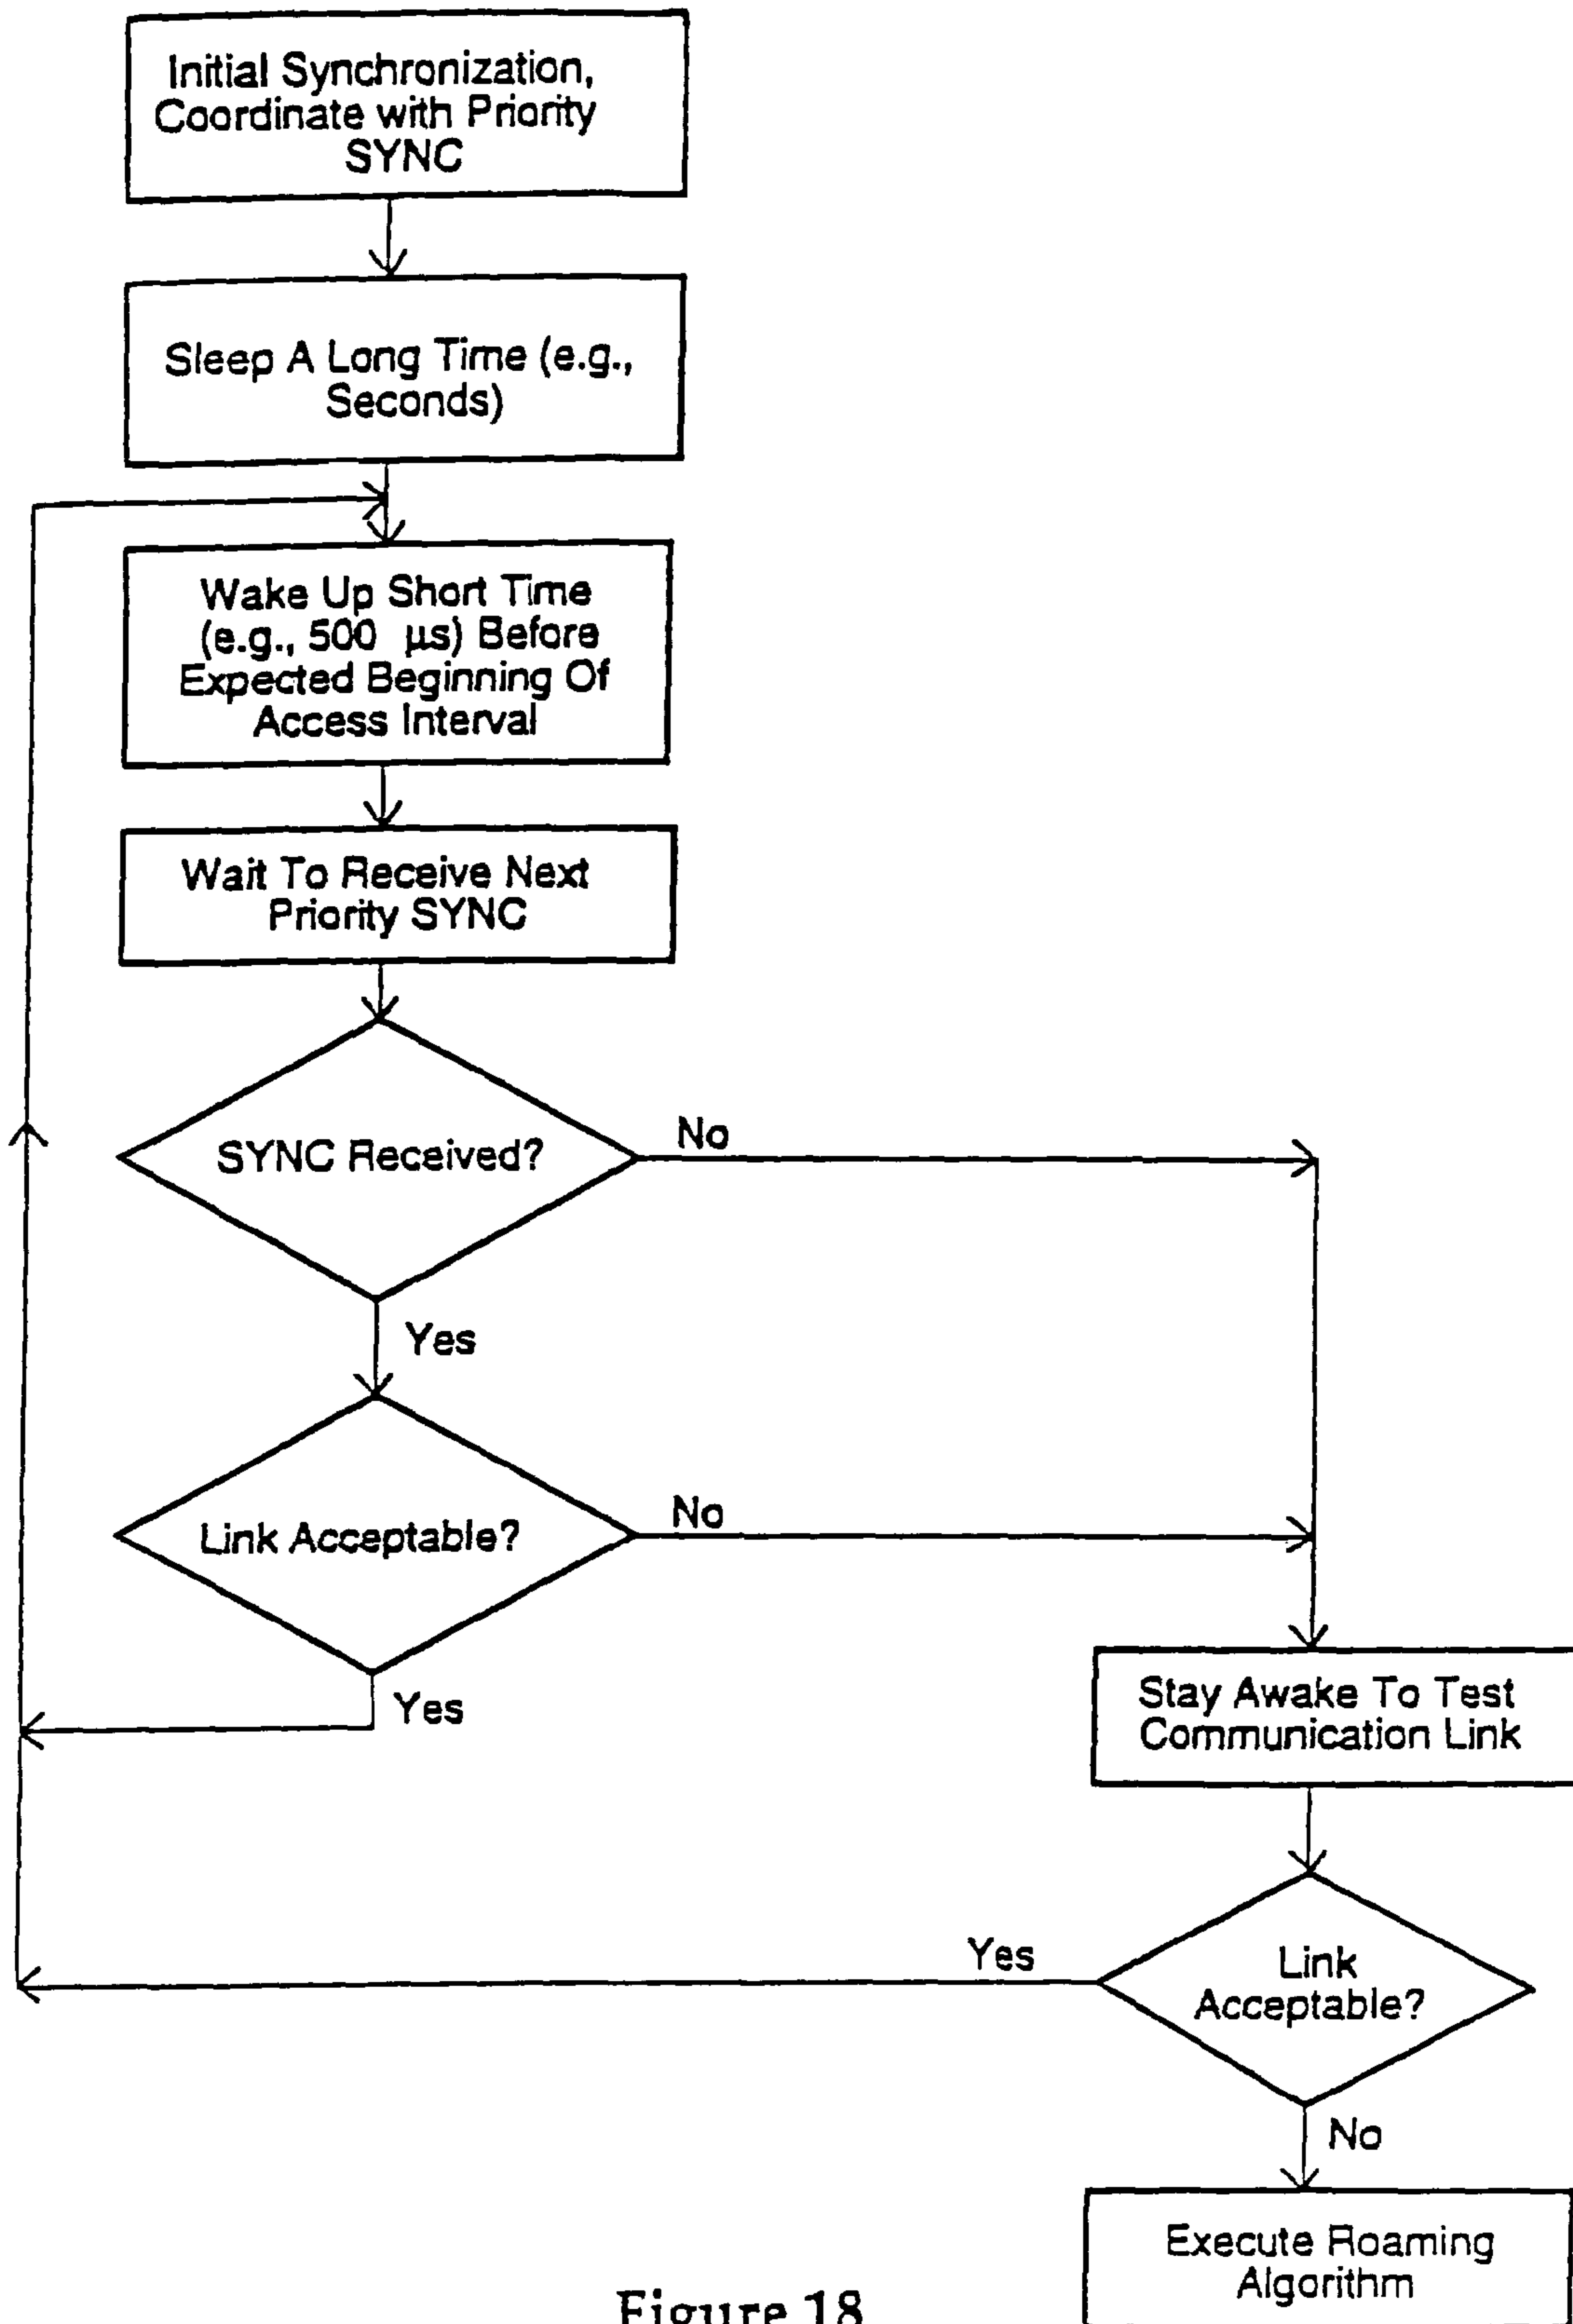 Initial Synchronization,
Coordinate with Priority
SYNC
Sleep A Long Time (e.g.,
Seconds)
Wake Up Short Time
(e.g., 500 µs) Before
Expected Beginning Of
Access Interval
Wait To Receive Next
Priority SYNC
SYNC Received?
No
Yes
Link Acceptable?
No
Yes
Stay Awake To Test
Communication Link
Link
Acceptable?
Yes
No
Execute Roaming
Algorithm
Figure 18